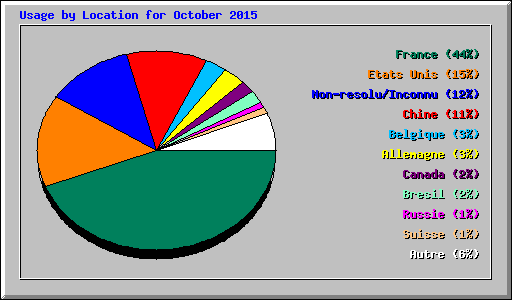 Usage by Location for October 2015
France (44%)
Etats Unis (15%)
Non-resolu/Inconnu (12%)
Chine (11%)
Belgique (3%)
Allemagne (3%)
Canada (2%)
Bresil (2%)
Russie (1%)
Suisse (1%)
Autre (6%)